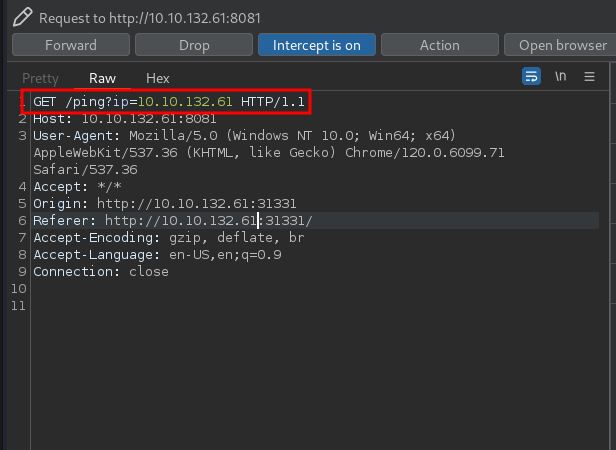 Request to http://10.10.132.61:8081
Forward Drop Intercept is on Action Open browser
Pretty Raw Hex \n
1 GET /ping?ip=10.10.132.61 HTTP/1.1
2 Host: 10.10.132.61:8081
3 User-Agent: Mozilla/5.0 (Windows NT 10.0; Win64; x64)
AppleWebKit/537.36 (KHTML, like Gecko) Chrome/120.0.6099.71
Safari/537.36
4 Accept: */*
5 Origin: http://10.10.132.61:31331
6 Referer: http://10.10.132.61:31331/
7 Accept-Encoding: gzip, deflate, br
8 Accept-Language: en-US,en;q=0.9
9 Connection: close
10
11